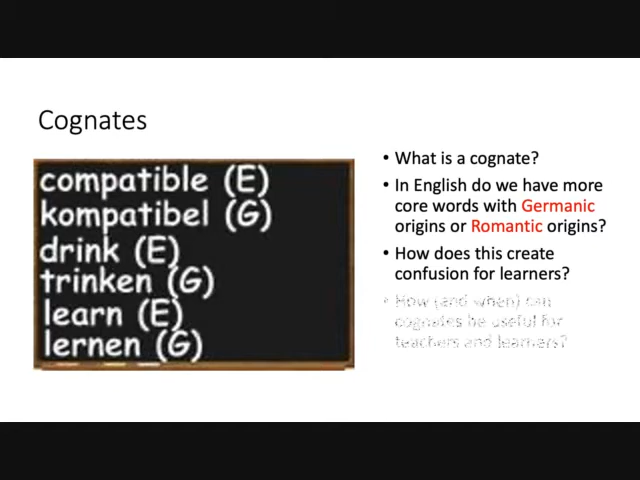 Cognates
compatible (E)
kompatibel (G)
drink (E)
trinken (G)
learn (E)
lernen (G)
• What is a cognate?
• In English do we have more
core words with Germanic
origins or Romantic origins?
• How does this create
confusion for learners?
• How (and when) can
cognates be useful for
teachers and learners?